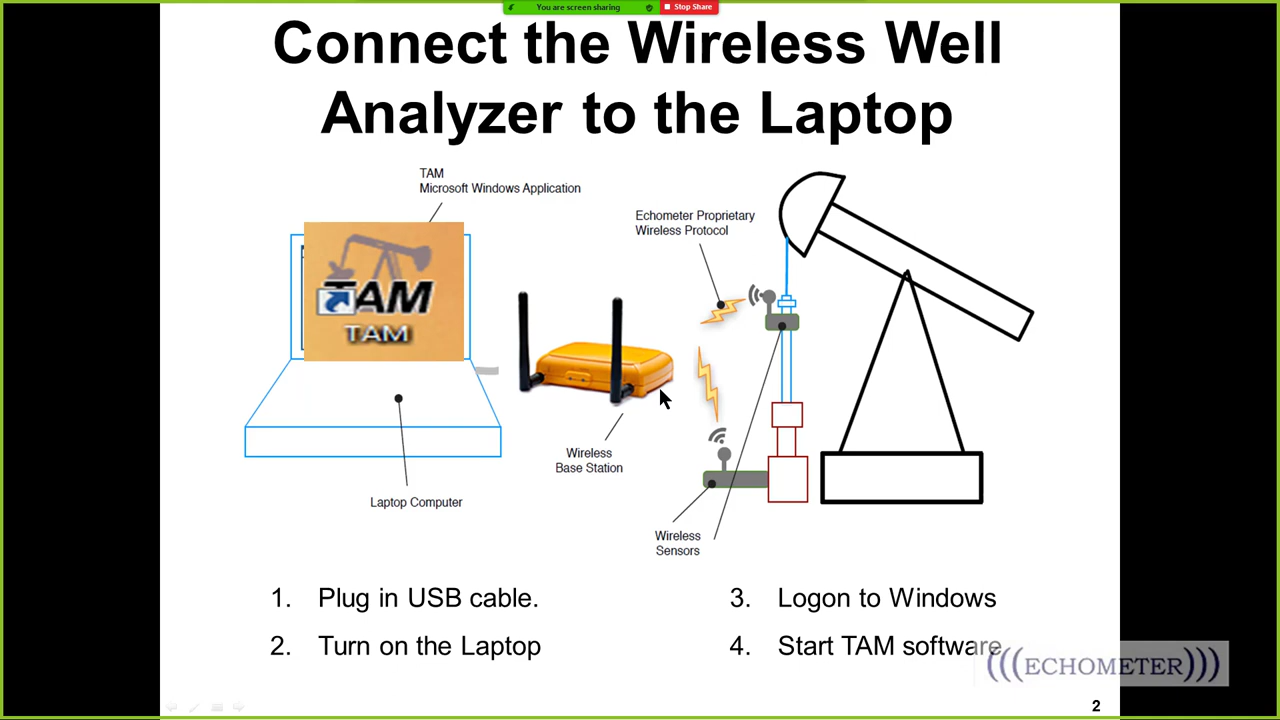 You are screen sharing
Stop Share
Connect the Wireless Well
Analyzer to the Laptop
TAM
Microsoft Windows Application
Echometer Proprietary
Wireless Protocol
TAM
TAM
Wireless
Base Station
Laptop Computer
Wireless
Sensors
1. Plug in USB cable.
2. Turn on the Laptop
3. Logon to Windows
4. Start TAM software
(((ECHOMETER)))
2